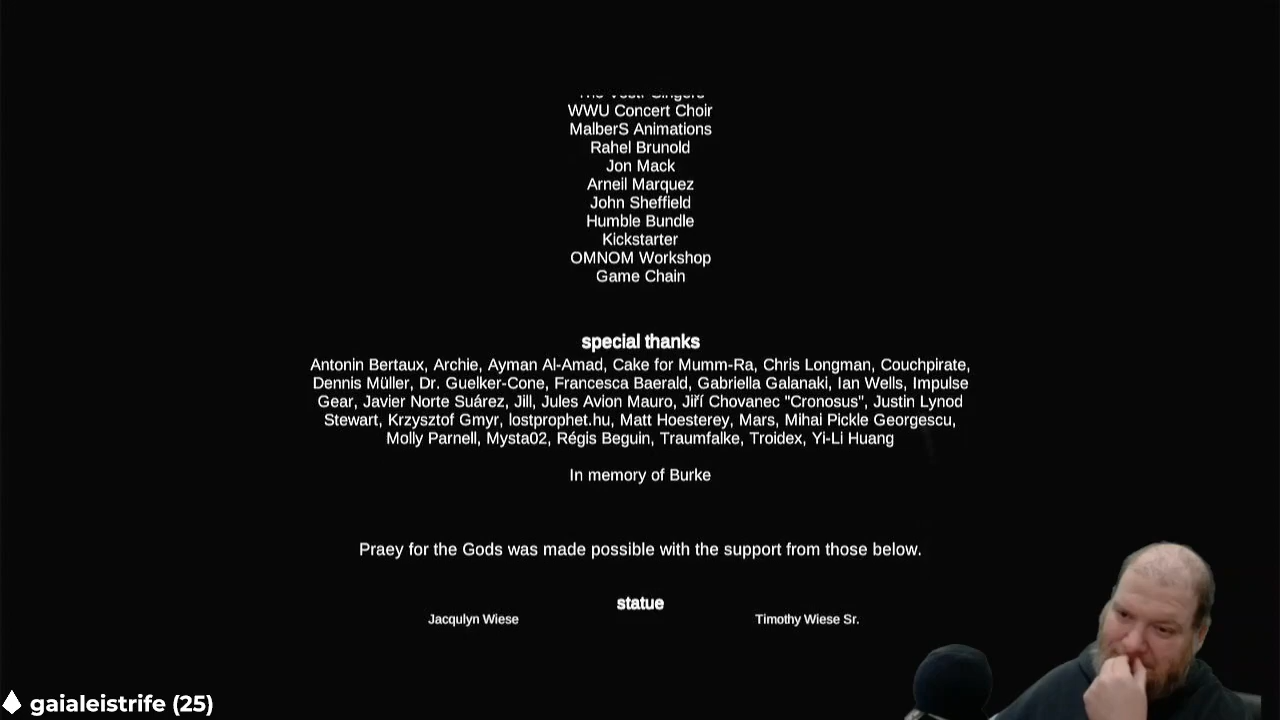 WWU Concert Choir
MalberS Animations
Rahel Brunold
Jon Mack
Arneil Marquez
John Sheffield
Humble Bundle
Kickstarter
OMNOM Workshop
Game Chain
special thanks
Antonin Bertaux, Archie, Ayman Al-Amad, Cake for Mumm-Ra, Chris Longman, Couchpirate,
Dennis Müller, Dr. Guelker-Cone, Francesca Baerald, Gabriella Galanaki, Ian Wells, Impulse
Gear, Javier Norte Suárez, Jill, Jules Avion Mauro, Jiří Chovanec "Cronosus", Justin Lynod
Stewart, Krzysztof Gmyr, lostprophet.hu, Matt Hoesterey, Mars, Mihai Pickle Georgescu,
Molly Parnell, Mysta02, Régis Beguin, Traumfalke, Troidex, Yi-Li Huang
In memory of Burke
Praey for the Gods was made possible with the support from those below.
statue
Jacqulyn Wiese Timothy Wiese Sr.
gaialeistrife (25)